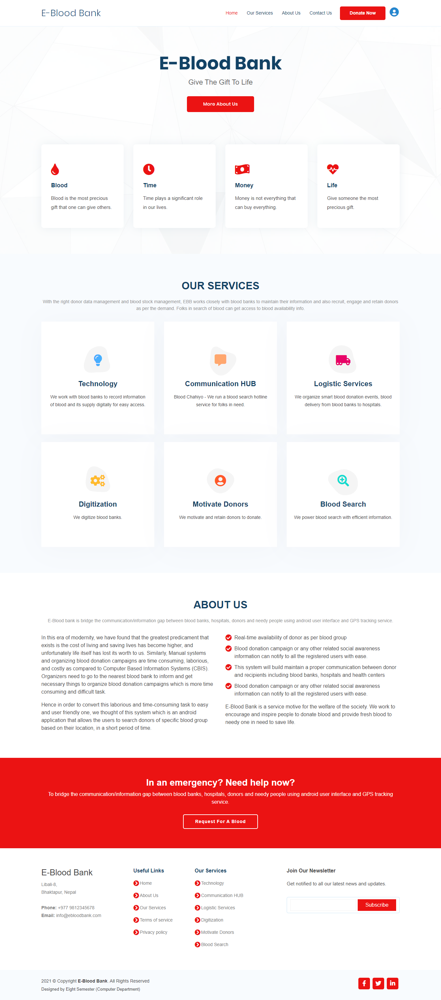 E-Blood Bank
Home
Our Services
About Us
Contact Us
Donate Now
E-Blood Bank
Give The Gift To Life
More About Us
Blood
Blood is the most precious
gift that one can give others.
Time
Time plays a significant role
in our lives.
Money
Money is not everything that
can buy everything.
Life
Give someone the most
precious gift.
OUR SERVICES
With the right donor data management and blood stock management, EBB works closely with blood banks to maintain their information and also recruit, engage and retain donors
as per the demand. Folks in search of blood can get access to blood availability info.
Technology
We work with blood banks to record information
of blood and its supply digitally for easy access.
Communication HUB
Blood Chahiyo - We run a blood search hotline
service for folks in need.
Logistic Services
We organize smart blood donation events, blood
delivery from blood banks to hospitals.
Digitization
We digitize blood banks.
Motivate Donors
We motivate and retain donors to donate.
Blood Search
We power blood search with efficient information.
ABOUT US
E-Blood bank is bridge the communication/information gap between blood banks, hospitals, donors and needy people using android user interface and GPS tracking service.
In this era of modernity, we have found that the greatest predicament that
exists is the cost of living and saving lives has become higher, and
unfortunately life itself has lost its worth to us. Similarly, Manual systems
and organizing blood donation campaigns are time consuming, laborious,
and costly as compared to Computer Based Information Systems (CBIS).
Organizers need to go to the nearest blood bank to inform and get
necessary things to organize blood donation campaigns which is more time
consuming and difficult task.
Hence in order to convert this laborious and time-consuming task to easy
and user friendly one, we thought of this system which is an android
application that allows the users to search donors of specific blood group
based on their location, in a short period of time.
Real-time availability of donor as per blood group
Blood donation campaign or any other related social awareness
information can notify to all the registered users with ease.
This system will build maintain a proper communication between donor
and recipients including blood banks, hospitals and health centers
Blood donation campaign or any other related social awareness
information can notify to all the registered users with ease.
E-Blood Bank is a service motive for the welfare of the society. We work to
encourage and inspire people to donate blood and provide fresh blood to
needy one in need to save life.
In an emergency? Need help now?
To bridge the communication/information gap between blood banks, hospitals, donors and needy people using android user interface and GPS tracking
service.
Request For A Blood
E-Blood Bank
Libali-8,
Bhaktapur, Nepal
Phone: +977 9812345678
Email: info@ebloodbank.com
Useful Links
Home
About Us
Our Services
Terms of service
Privacy policy
Our Services
Technology
Communication HUB
Logistic Services
Digitization
Motivate Donors
Blood Search
Join Our Newsletter
Get notified to all our latest news and updates.
Subscribe
2021 © Copyright E-Blood Bank. All Rights Reserved
Designed by Eight Semester (Computer Department)